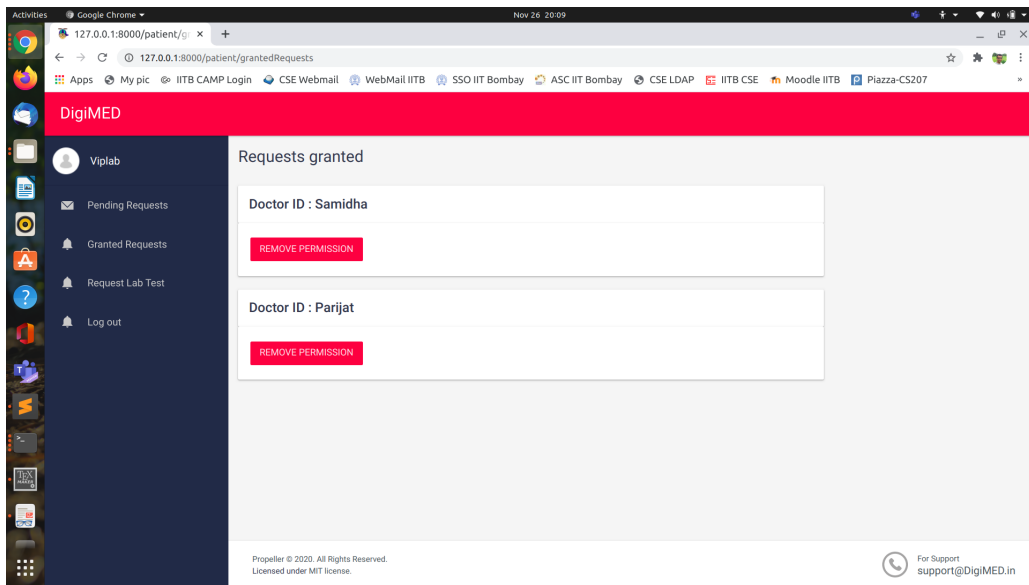 Activities Google Chrome Nov 26 20:09
127.0.0.1:8000/patient/gr
127.0.0.1:8000/patient/grantedRequests
Apps My pic IITB CAMP Login CSE Webmail WebMail IITB SSO IIT Bombay ASC IIT Bombay CSE LDAP IITB CSE Moodle IITB Piazza-CS207 »
DigiMED
Viplab
Pending Requests
Granted Requests
Request Lab Test
Log out
Requests granted
Doctor ID : Samidha
REMOVE PERMISSION
Doctor ID : Parijat
REMOVE PERMISSION
Propeller © 2020. All Rights Reserved.
Licensed under MIT license.
For Support
support@DigiMED.in